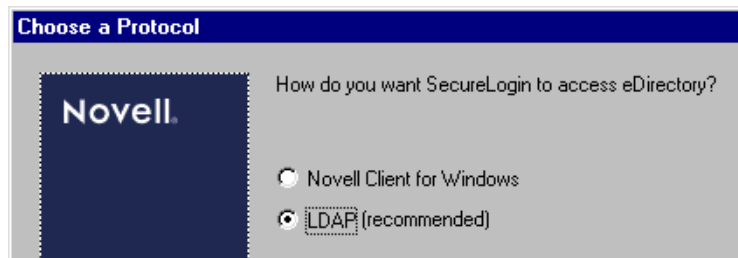 Choose a Protocol
Novell®
How do you want SecureLogin to access eDirectory?
Novell Client for Windows
LDAP (recommended)